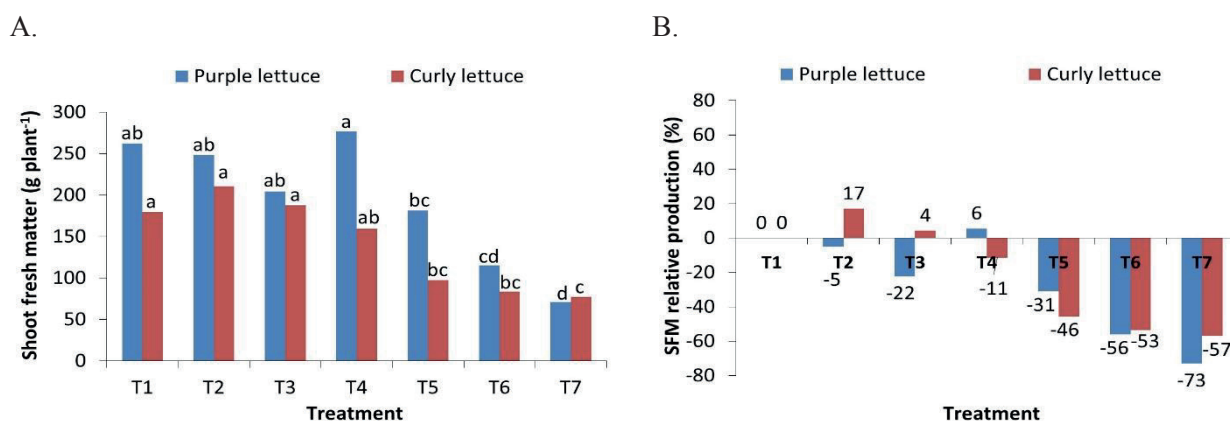 A.
Purple lettuce Curly lettuce
Shoot fresh matter (g plant⁻¹)
300
250
200
150
100
50
0
ab ab ab a bc cd d
a a a ab bc bc c
T1 T2 T3 T4 T5 T6 T7
Treatment
B.
Purple lettuce Curly lettuce
SFM relative production (%)
80
60
40
20
0
-20
-40
-60
-80
0 0 -5 17 -22 4 6 -11 -31 -46 -56 -53 -73 -57
T1 T2 T3 T4 T5 T6 T7
Treatment